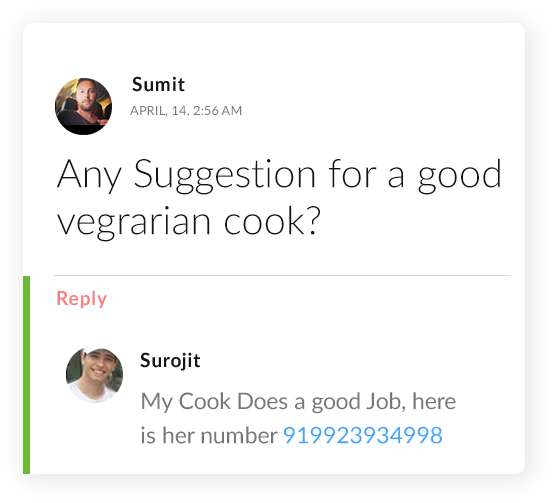 Sumit
APRIL, 14, 2:56 AM
Any Suggestion for a good
vegrarian cook?
Reply
Surojit
My Cook Does a good Job, here
is her number 919923934998